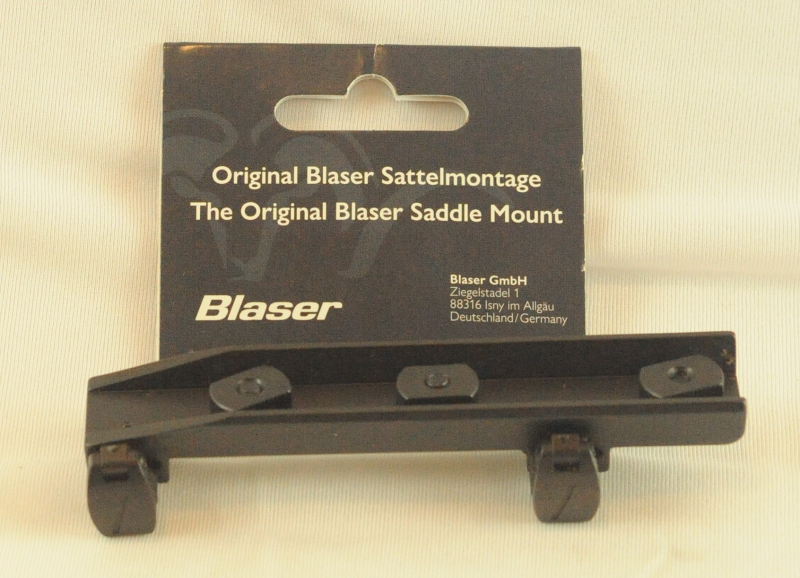 Original Blaser Sattelmontage
The Original Blaser Saddle Mount
Blaser
Blaser GmbH
Ziegelstadel 1
88316 Isny im Allgäu
Deutschland/Germany